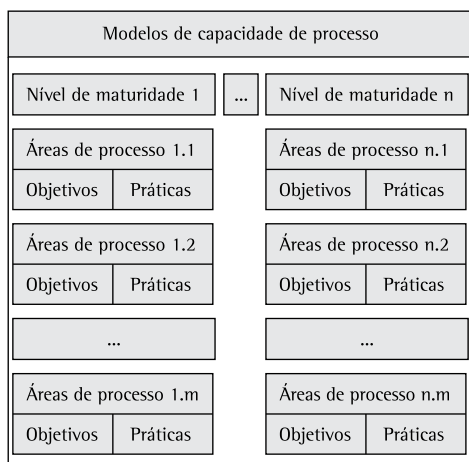 Modelos de capacidade de processo
Nível de maturidade 1 ... Nível de maturidade n
Áreas de processo 1.1 Áreas de processo n.1
Objetivos Práticas Objetivos Práticas
Áreas de processo 1.2 Áreas de processo n.2
Objetivos Práticas Objetivos Práticas
... ...
Áreas de processo 1.m Áreas de processo n.m
Objetivos Práticas Objetivos Práticas